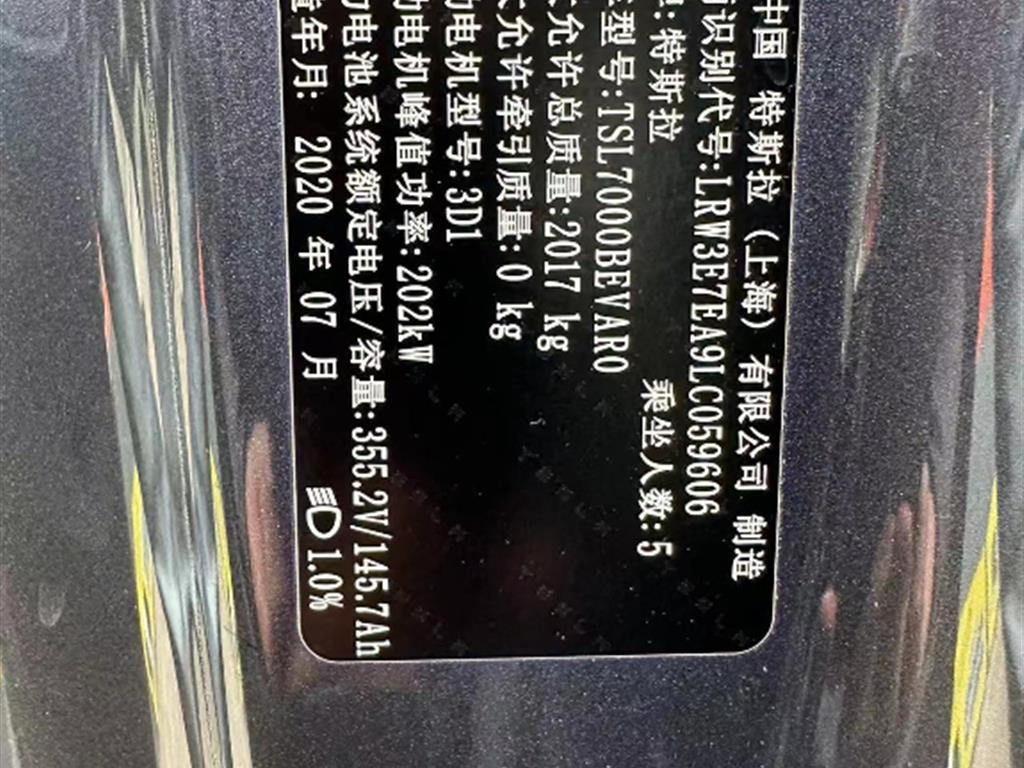 中国 特斯拉 (上海) 有限公司 制造
识别代号:LRW3E7EA9LC059606
:特斯拉 乘坐人数:5
型号:TSL7000BEVAR0
允许总质量:2017 kg
允许牵引质量:0 kg
电机型号:3D1
电机峰值功率:202kW
电池系统额定电压/容量:355.2V/145.7Ah
年月: 2020 年 07 月 1.0%